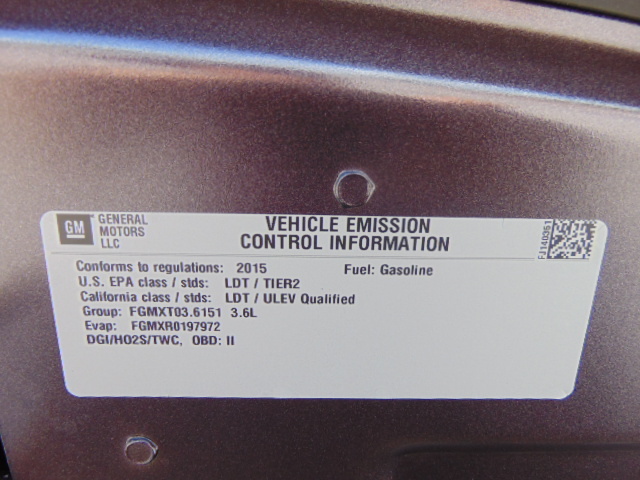 GM
GENERAL
MOTORS
LLC
VEHICLE EMISSION
CONTROL INFORMATION
FJ140351
Conforms to regulations: 2015 Fuel: Gasoline
U.S. EPA class / stds: LDT / TIER2
California class / stds: LDT / ULEV Qualified
Group: FGMXT03.6151 3.6L
Evap: FGMXR0197972
DGI/HO2S/TWC, OBD: II